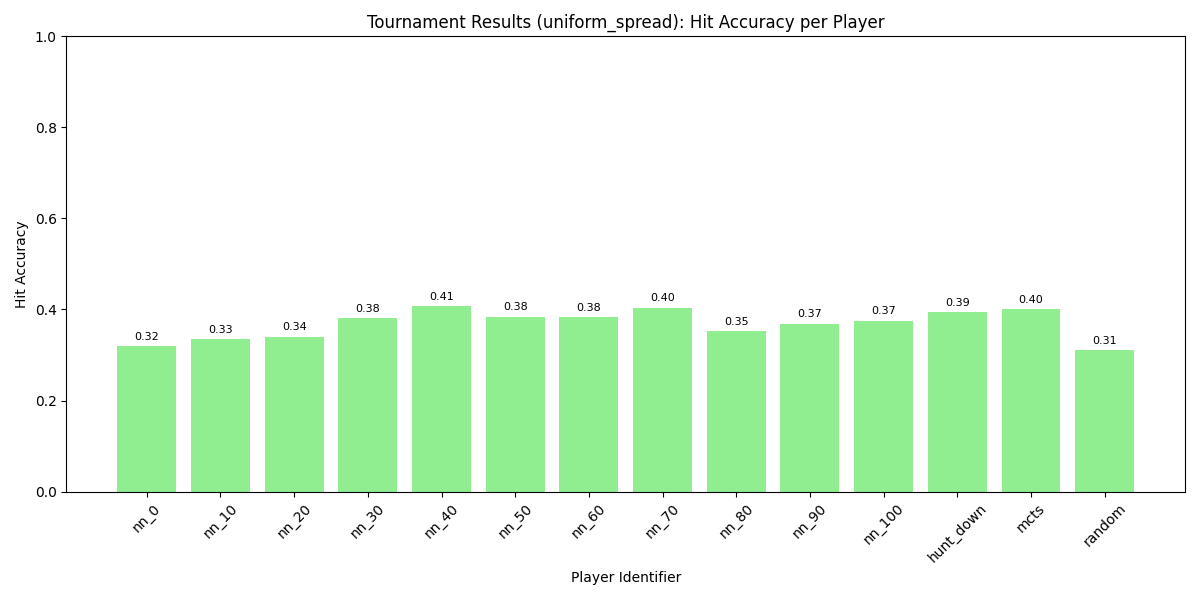 Tournament Results (uniform_spread): Hit Accuracy per Player
Hit Accuracy
1.0
0.8
0.6
0.4
0.2
0.0
0.32
0.33
0.34
0.38
0.41
0.38
0.38
0.40
0.35
0.37
0.37
0.39
0.40
0.31
nn_0
nn_10
nn_20
nn_30
nn_40
nn_50
nn_60
nn_70
nn_80
nn_90
nn_100
hunt_down
mcts
random
Player Identifier